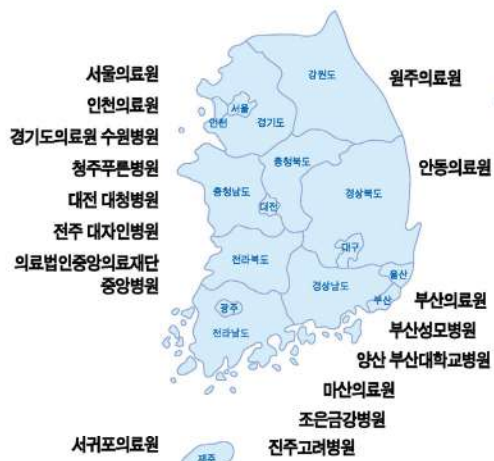 서울의료원
인천의료원
경기도의료원 수원병원
청주푸른병원
대전 대청병원
전주 대자인병원
의료법인중앙의료재단
중앙병원
서귀포의료원
강원도
서울
인천
경기도
충청북도
충청남도
대전
경상북도
대구
전라북도
경상남도
울산
부산
광주
전라남도
제주
원주의료원
안동의료원
부산의료원
부산성모병원
양산 부산대학교병원
마산의료원
조은금강병원
진주고려병원